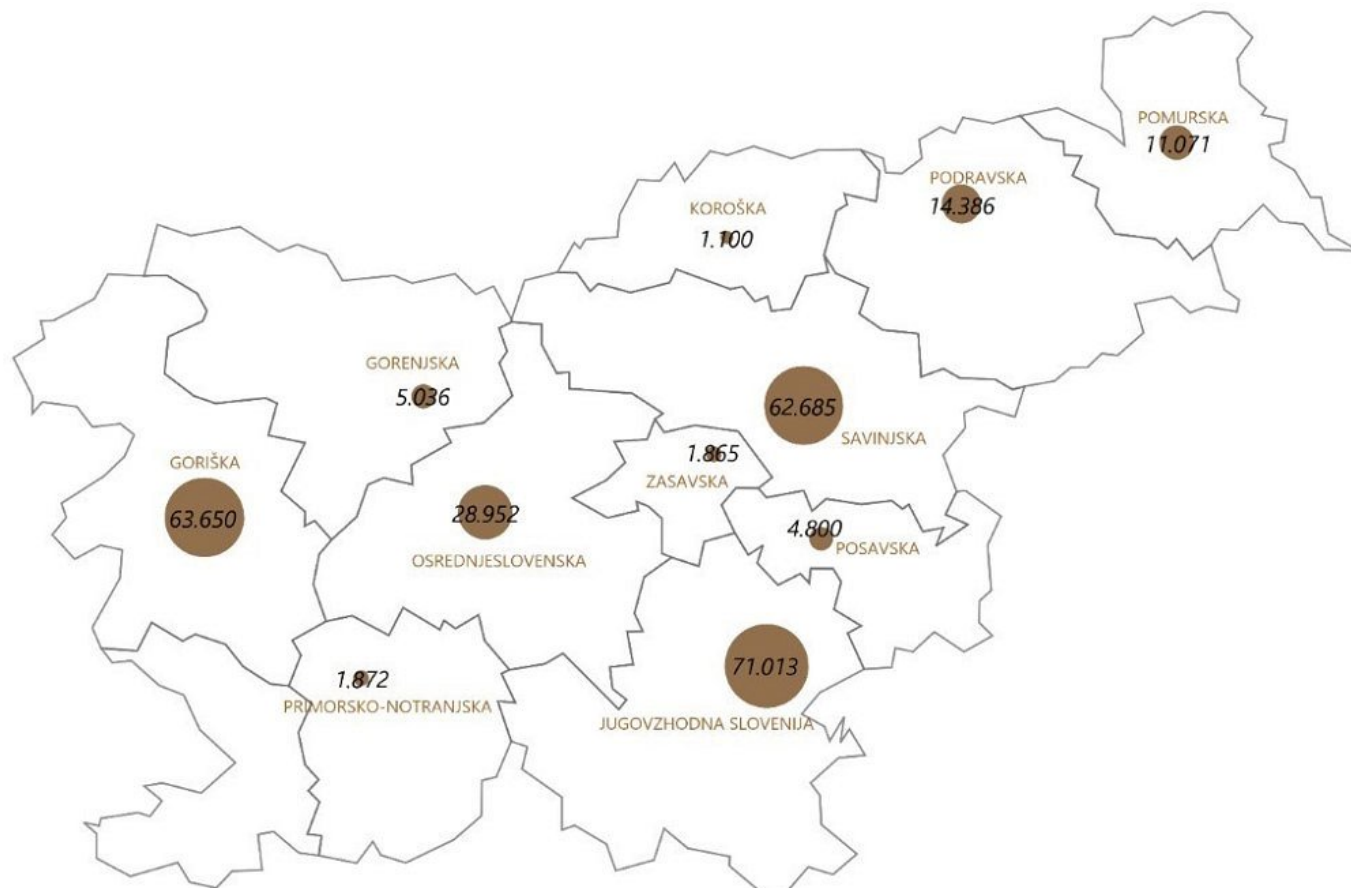 POMURSKA
11.071
PODRAVSKA
14.386
KOROŠKA
1.100
GORENJSKA
5.036
62.685
SAVINJSKA
1.865
ZASAVSKA
GORIŠKA
63.650
28.952
OSREDNJESLOVENSKA
4.800
POSAVSKA
1.872
PRIMORSKO-NOTRANJSKA
71.013
JUGOVZHODNA SLOVENIJA